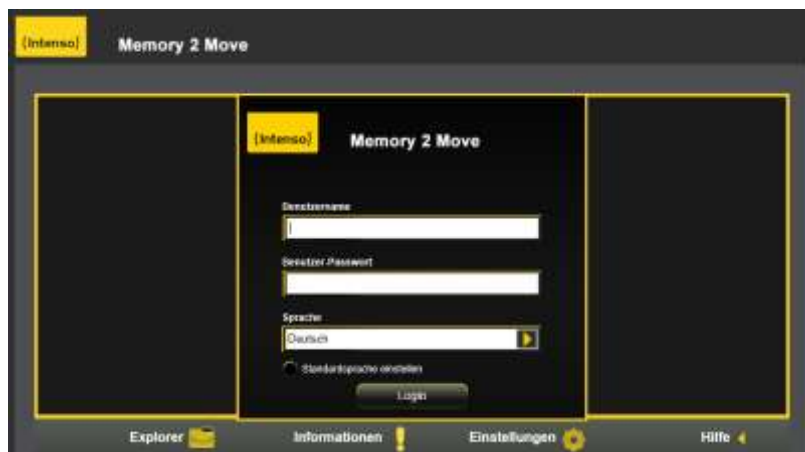 (Intenso)
Memory 2 Move
(Intenso)
Memory 2 Move
Benutzername
Benutzer-Passwort
Sprache
Deutsch
Standardsprache einstellen
Login
Explorer
Informationen
Einstellungen
Hilfe